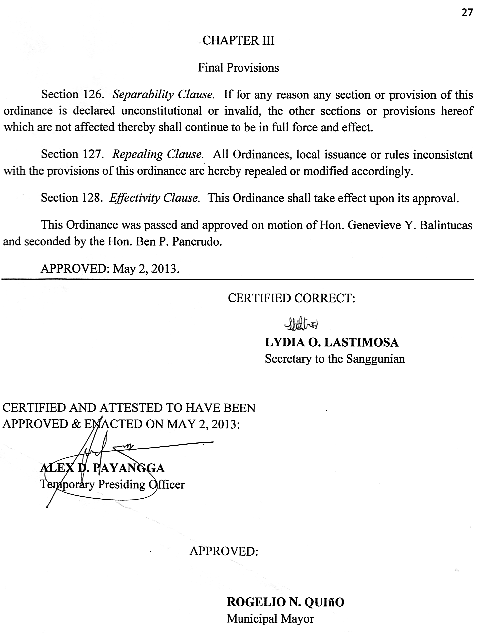 27
CHAPTER III
Final Provisions
Section 126. Separability Clause. If for any reason any section or provision of this
ordinance is declared unconstitutional or invalid, the other sections or provisions hereof
which are not affected thereby shall continue to be in full force and effect.
Section 127. Repealing Clause. All Ordinances, local issuance or rules inconsistent
with the provisions of this ordinance are hereby repealed or modified accordingly.
Section 128. Effectivity Clause. This Ordinance shall take effect upon its approval.
This Ordinance was passed and approved on motion of Hon. Genevieve Y. Balintucas
and seconded by the Hon. Ben P. Pancrudo.
APPROVED: May 2, 2013.
CERTIFIED CORRECT:
LYDIA O. LASTIMOSA
Secretary to the Sanggunian
CERTIFIED AND ATTESTED TO HAVE BEEN
APPROVED & ENACTED ON MAY 2, 2013:
ALEX D. PAYANGGA
Temporary Presiding Officer
APPROVED:
ROGELIO N. QUIñO
Municipal Mayor